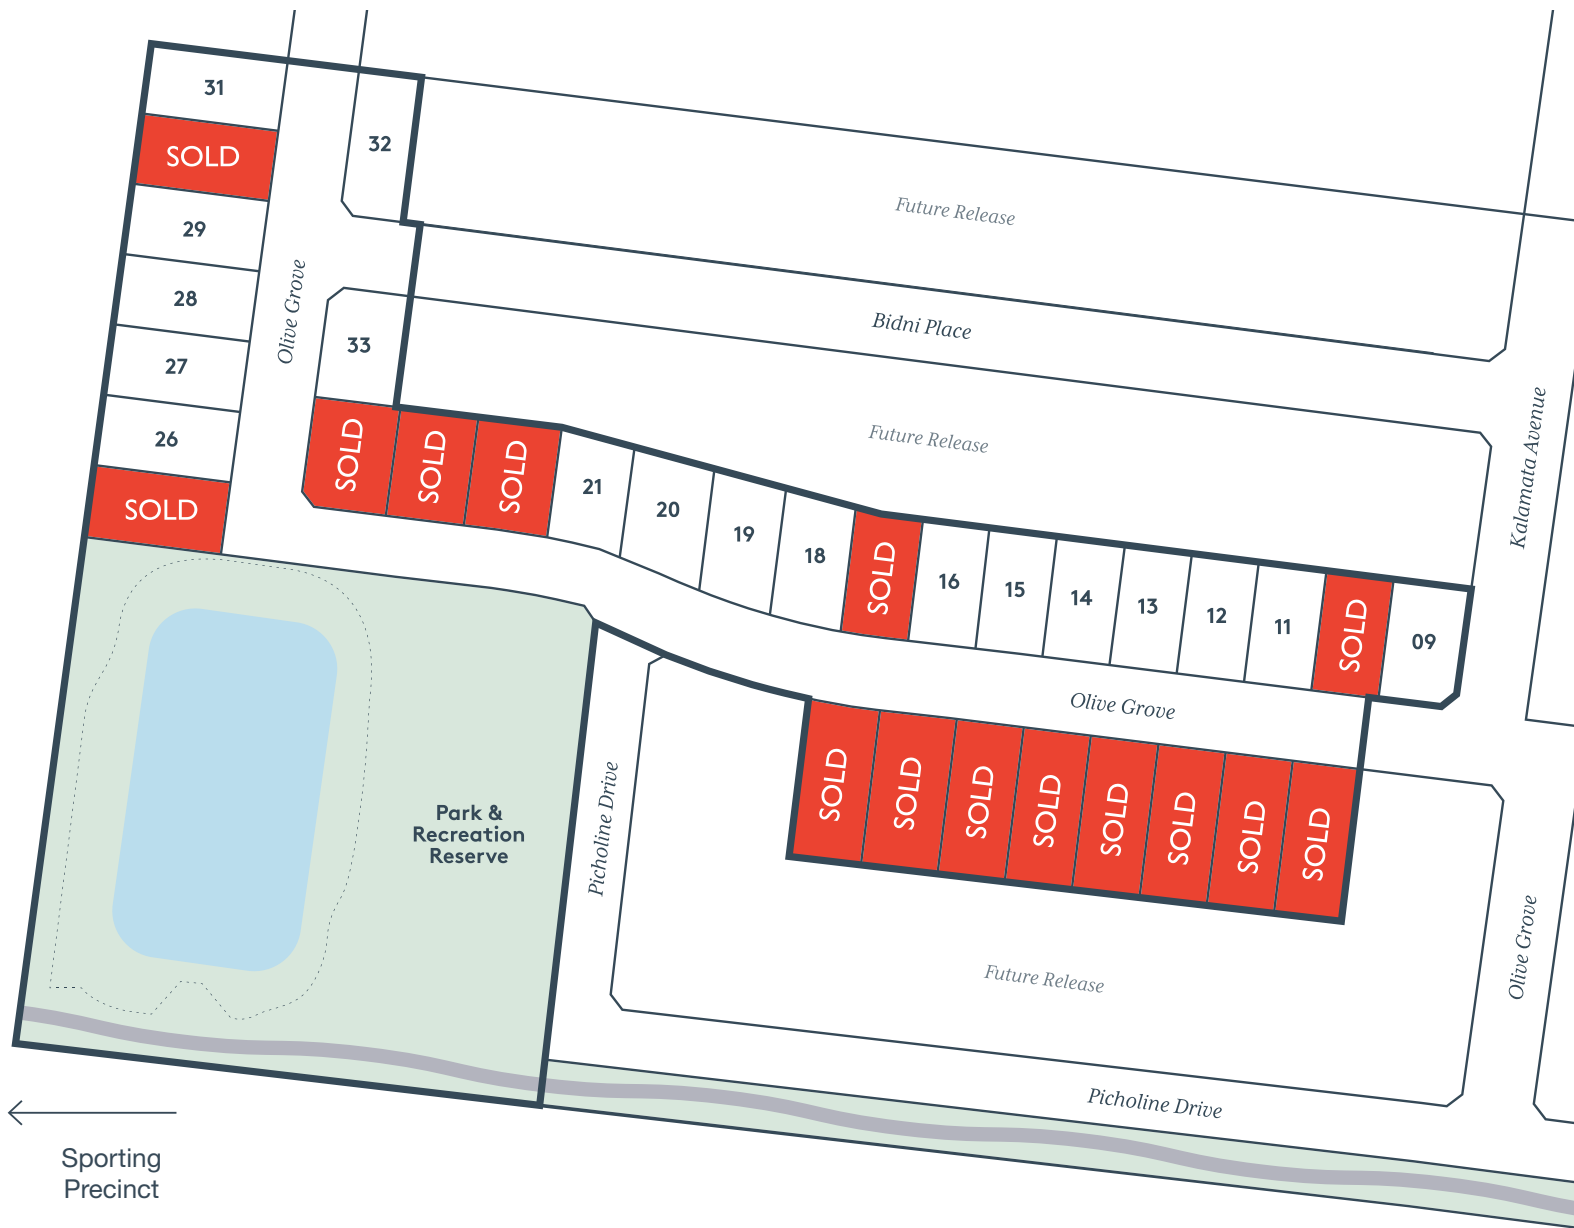 31
SOLD
29
28
27
26
SOLD
32
33
Olive Grove
Future Release
Bidni Place
Future Release
Kalamata Avenue
SOLD
SOLD
SOLD
21
20
19
18
SOLD
16
15
14
13
12
11
SOLD
09
Olive Grove
SOLD
SOLD
SOLD
SOLD
SOLD
SOLD
SOLD
SOLD
Park &
Recreation
Reserve
Picholine Drive
Future Release
Olive Grove
Picholine Drive
Sporting
Precinct